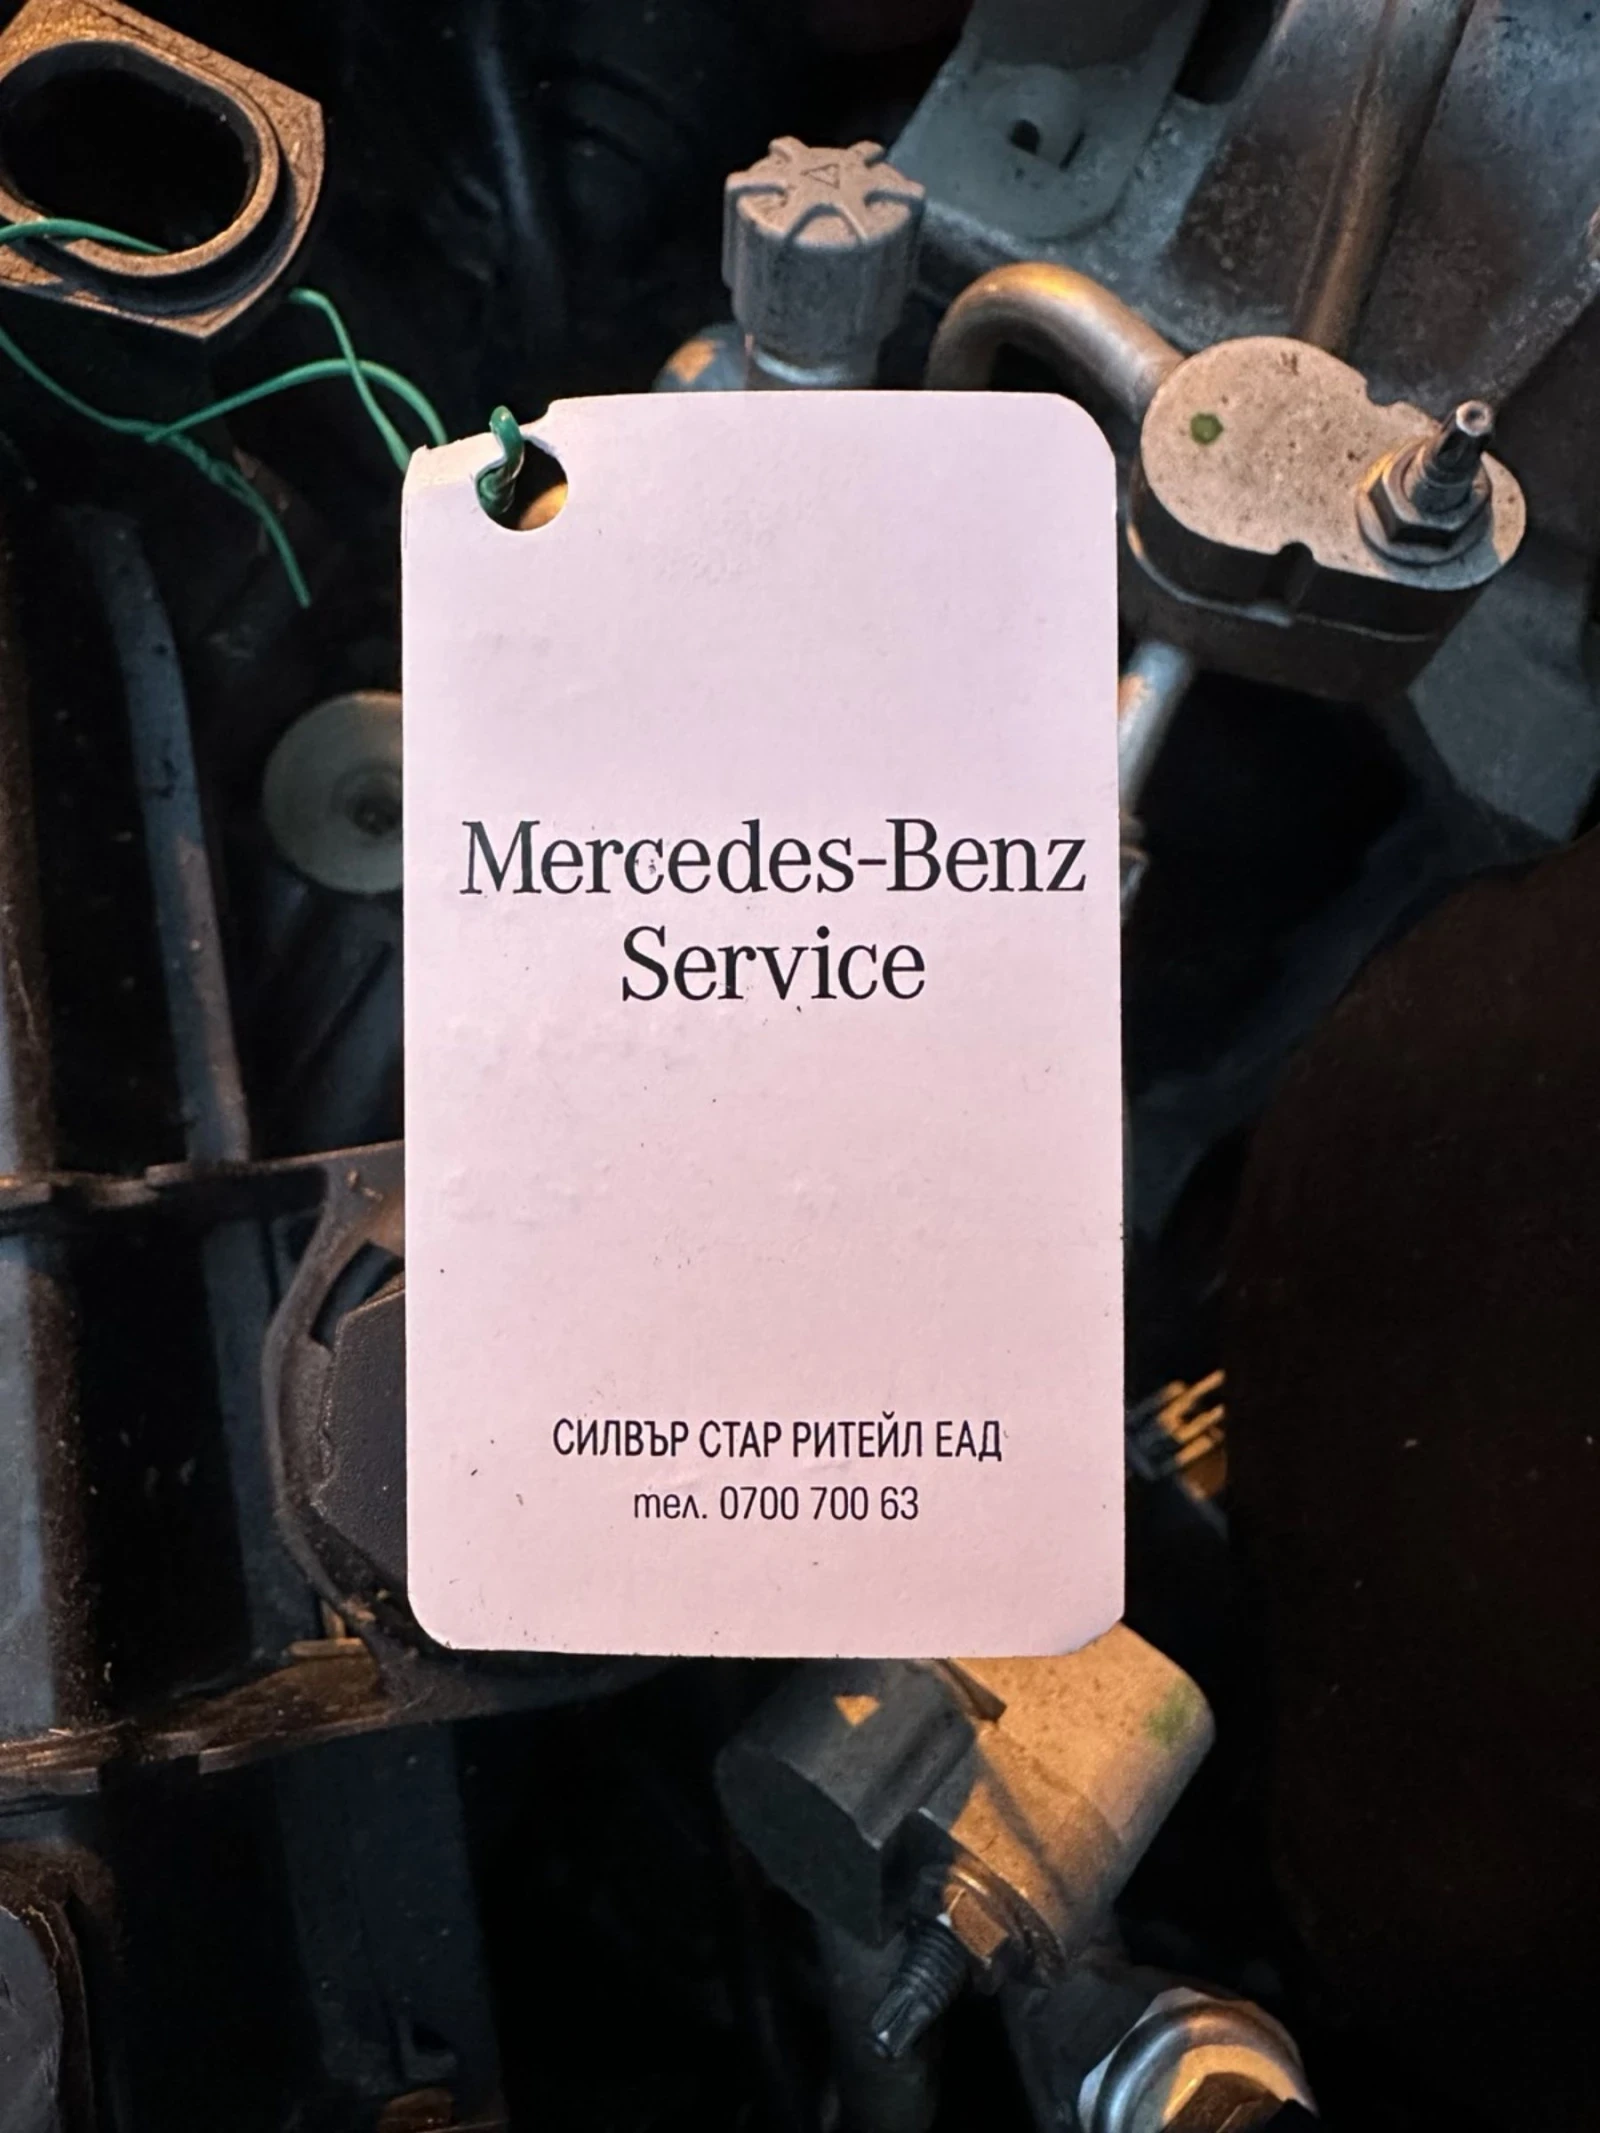 Mercedes-Benz
Service
СИЛВЪР СТАР РИТЕЙЛ ЕАД
тел. 0700 700 63